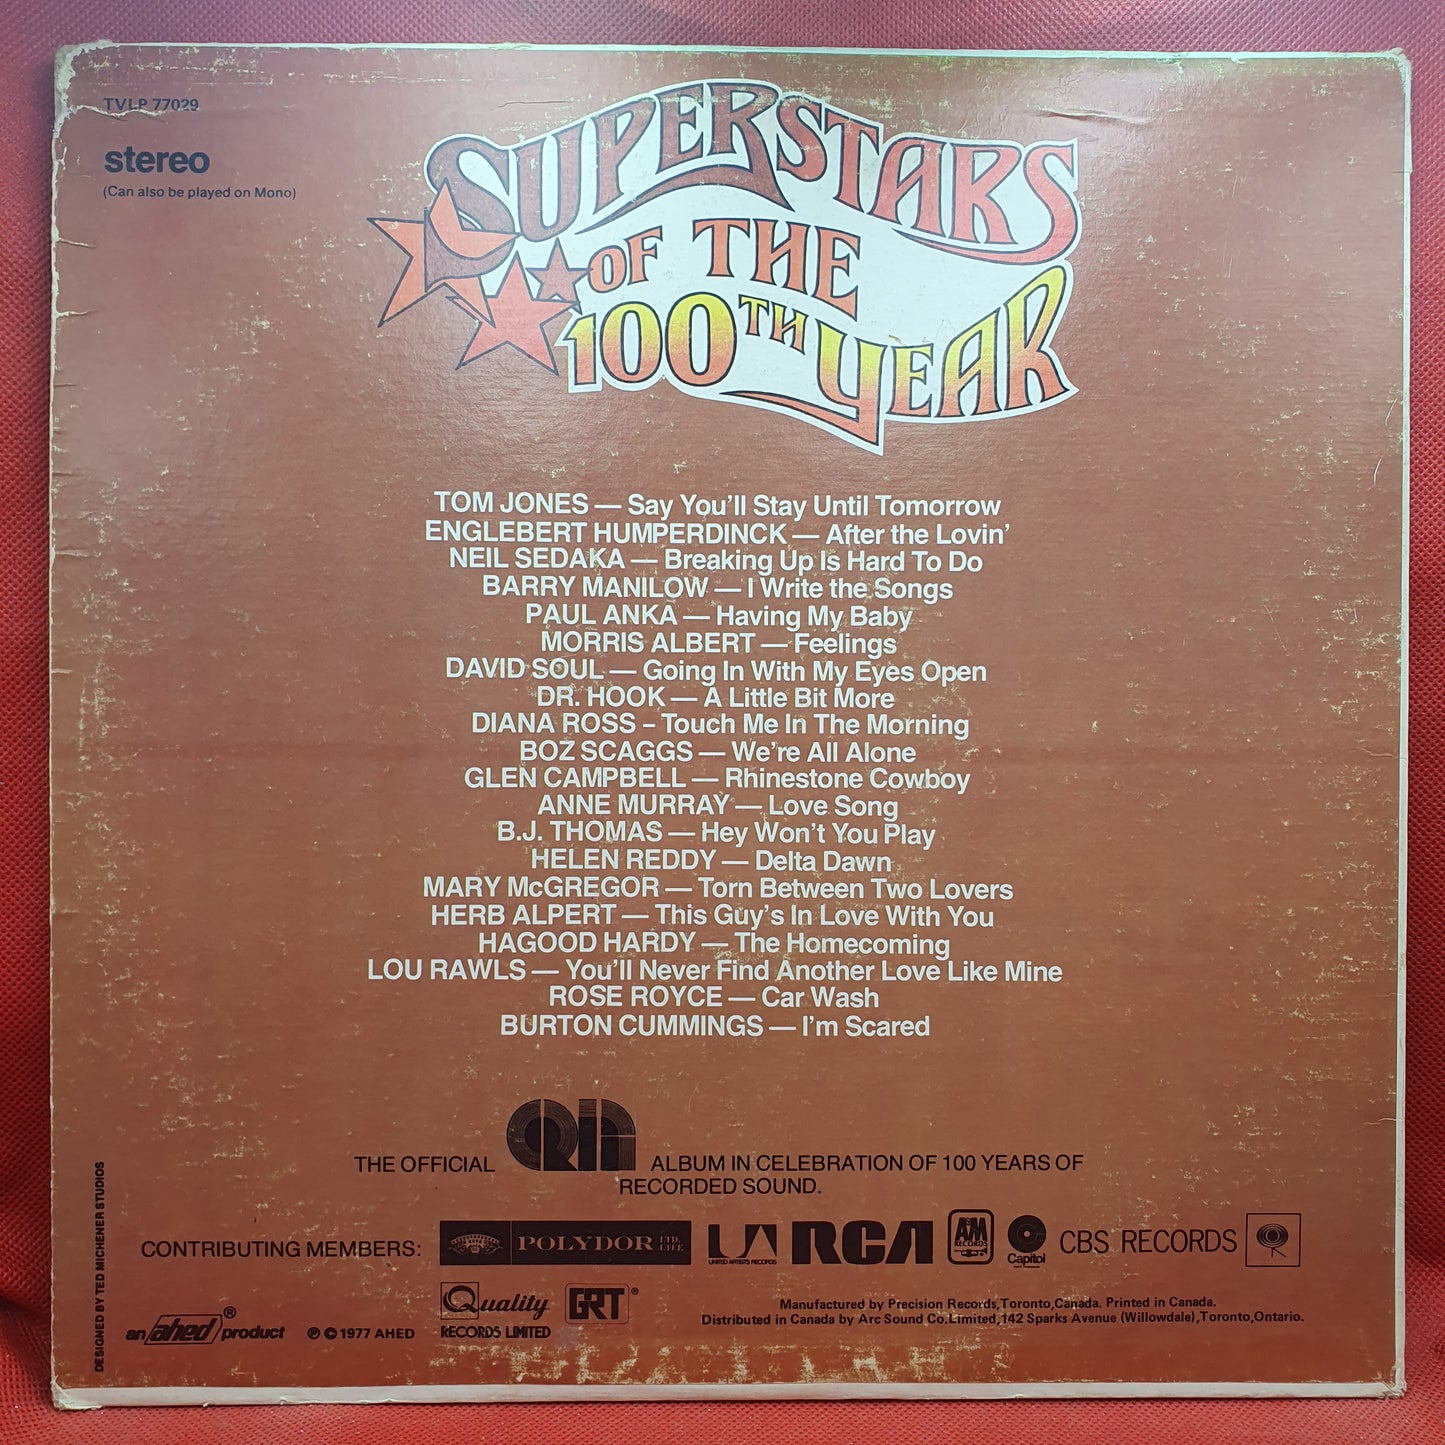 TVLP 77029
stereo
(Can also be played on Mono)
SUPERSTARS
OF THE
100TH YEAR
TOM JONES — Say You'll Stay Until Tomorrow
ENGLEBERT HUMPERDINCK — After the Lovin'
NEIL SEDAKA — Breaking Up Is Hard To Do
BARRY MANILOW — I Write the Songs
PAUL ANKA — Having My Baby
MORRIS ALBERT — Feelings
DAVID SOUL — Going In With My Eyes Open
DR. HOOK — A Little Bit More
DIANA ROSS – Touch Me In The Morning
BOZ SCAGGS — We're All Alone
GLEN CAMPBELL — Rhinestone Cowboy
ANNE MURRAY — Love Song
B.J. THOMAS — Hey Won't You Play
HELEN REDDY — Delta Dawn
MARY McGREGOR — Torn Between Two Lovers
HERB ALPERT — This Guy's In Love With You
HAGOOD HARDY — The Homecoming
LOU RAWLS — You'll Never Find Another Love Like Mine
ROSE ROYCE — Car Wash
BURTON CUMMINGS — I'm Scared
THE OFFICIAL ALBUM IN CELEBRATION OF 100 YEARS OF
RECORDED SOUND.
CONTRIBUTING MEMBERS: POLYDOR LTD. LTEE UA UNITED ARTISTS RECORDS RCA A&M RECORDS Capitol CBS RECORDS
an ahed® product ℗ © 1977 AHED
Quality RECORDS LIMITED
GRT®
Manufactured by Precision Records,Toronto,Canada. Printed in Canada.
Distributed in Canada by Arc Sound Co.Limited,142 Sparks Avenue (Willowdale),Toronto,Ontario.
DESIGNED BY TED MICHENER STUDIOS